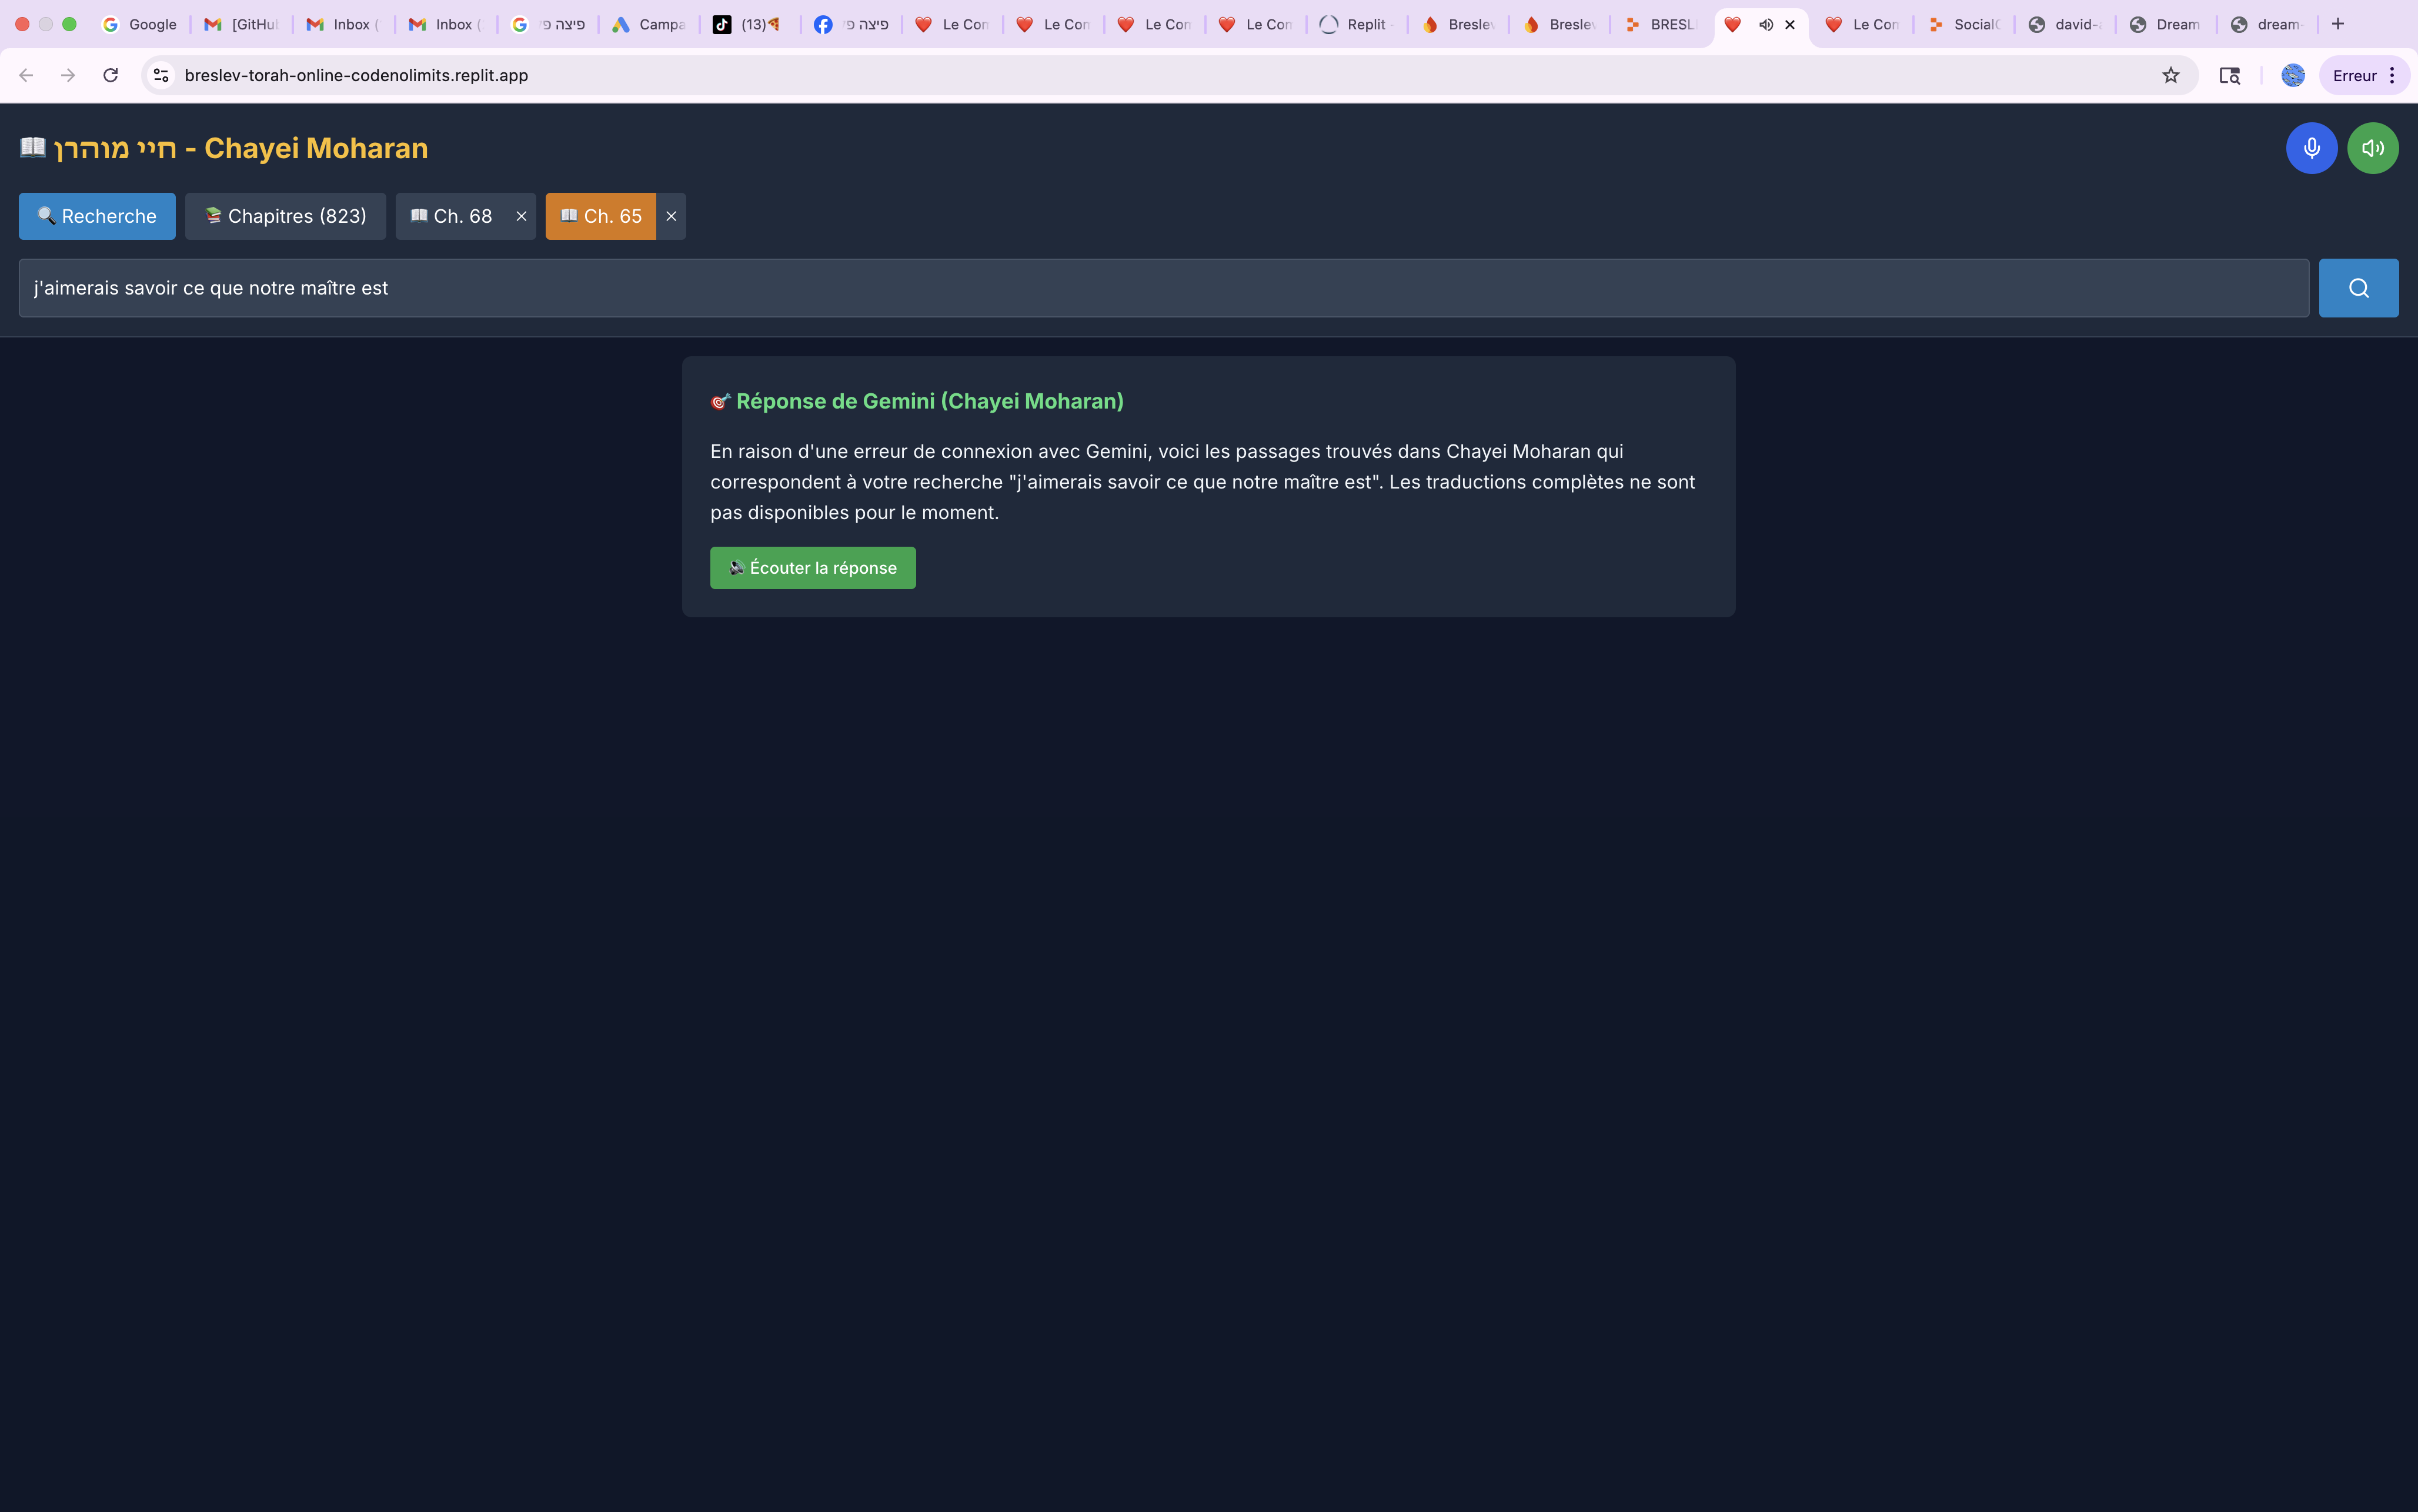 Google
[GitHu
Inbox (
Inbox (
פיצה פ
Campa
(13)🍕
פיצה פ
Le Con
Le Con
Le Con
Le Con
Replit -
Breslev
Breslev
BRESL
Le Con
Social
david-
Dream
dream-
breslev-torah-online-codenolimits.replit.app
Erreur
📖 חיי מוהרן - Chayei Moharan
🔍 Recherche
📚 Chapitres (823)
📖 Ch. 68
📖 Ch. 65
j'aimerais savoir ce que notre maître est
🎯 Réponse de Gemini (Chayei Moharan)
En raison d'une erreur de connexion avec Gemini, voici les passages trouvés dans Chayei Moharan qui
correspondent à votre recherche "j'aimerais savoir ce que notre maître est". Les traductions complètes ne sont
pas disponibles pour le moment.
🔊 Écouter la réponse